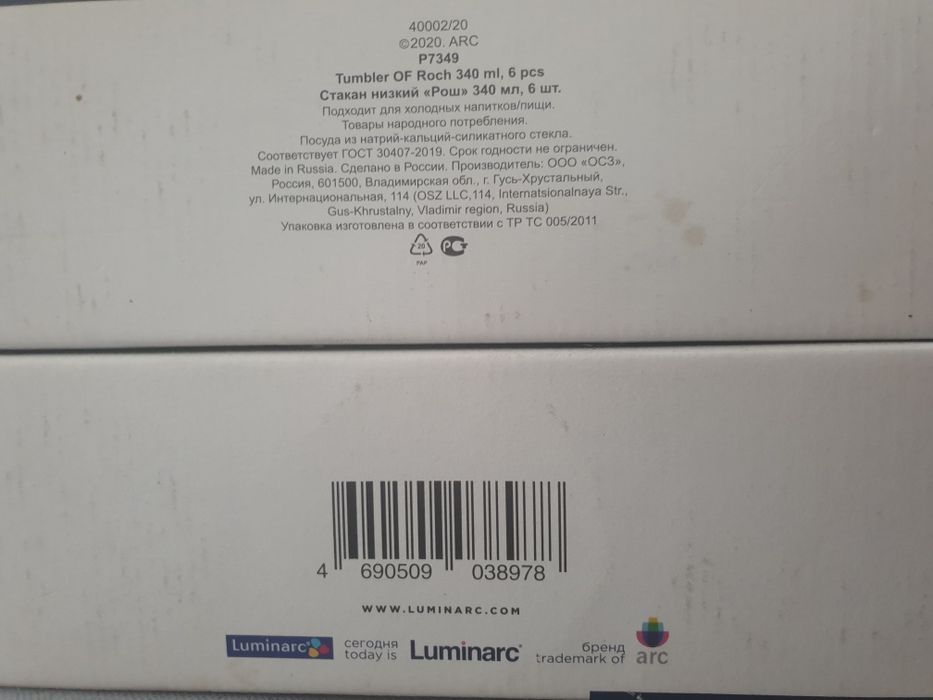 40002/20
©2020. ARC
P7349
Tumbler OF Roch 340 ml, 6 pcs
Стакан низкий «Рош» 340 мл, 6 шт.
Подходит для холодных напитков/пищи.
Товары народного потребления.
Посуда из натрий-кальций-силикатного стекла.
Соответствует ГОСТ 30407-2019. Срок годности не ограничен.
Made in Russia. Сделано в России. Производитель: ООО «ОСЗ»,
Россия, 601500, Владимирская обл., г. Гусь-Хрустальный,
ул. Интернациональная, 114 (OSZ LLC,114, Internatsionalnaya Str.,
Gus-Khrustalny, Vladimir region, Russia)
Упаковка изготовлена в соответствии с ТР ТС 005/2011
20 РС
PAP
4 690509 038978
WWW.LUMINARC.COM
Luminarc сегодня Luminarc бренд arc
today is trademark of